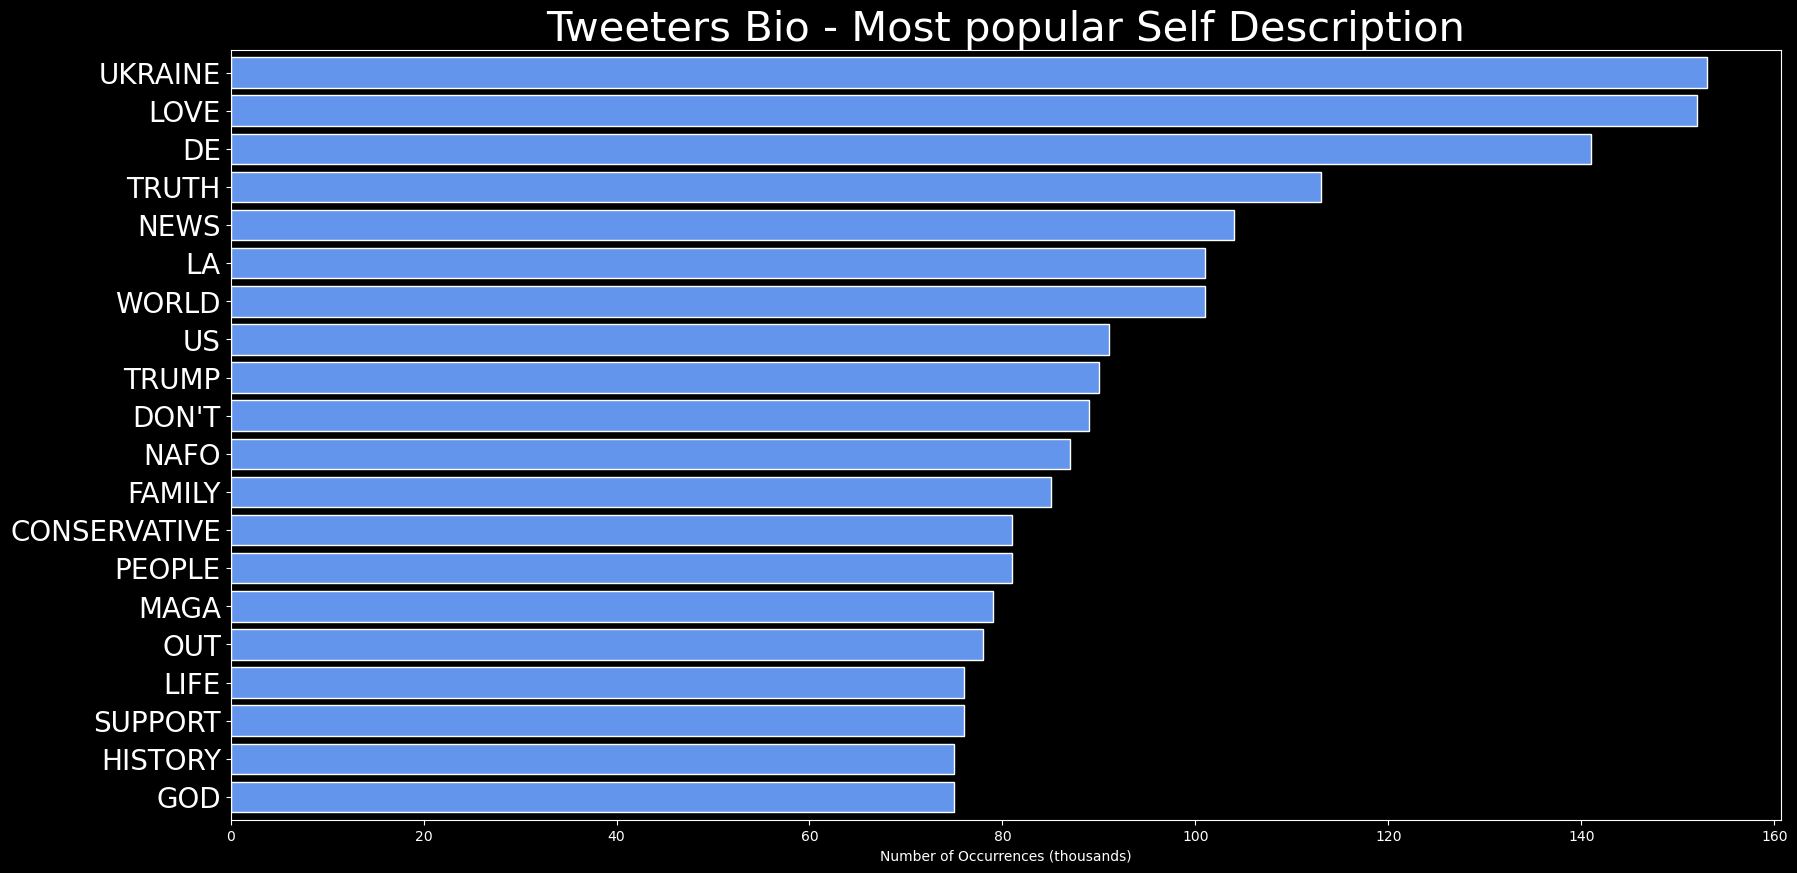 Tweeters Bio - Most popular Self Description
UKRAINE
LOVE
DE
TRUTH
NEWS
LA
WORLD
US
TRUMP
DON'T
NAFO
FAMILY
CONSERVATIVE
PEOPLE
MAGA
OUT
LIFE
SUPPORT
HISTORY
GOD
0 20 40 60 80 100 120 140 160
Number of Occurrences (thousands)